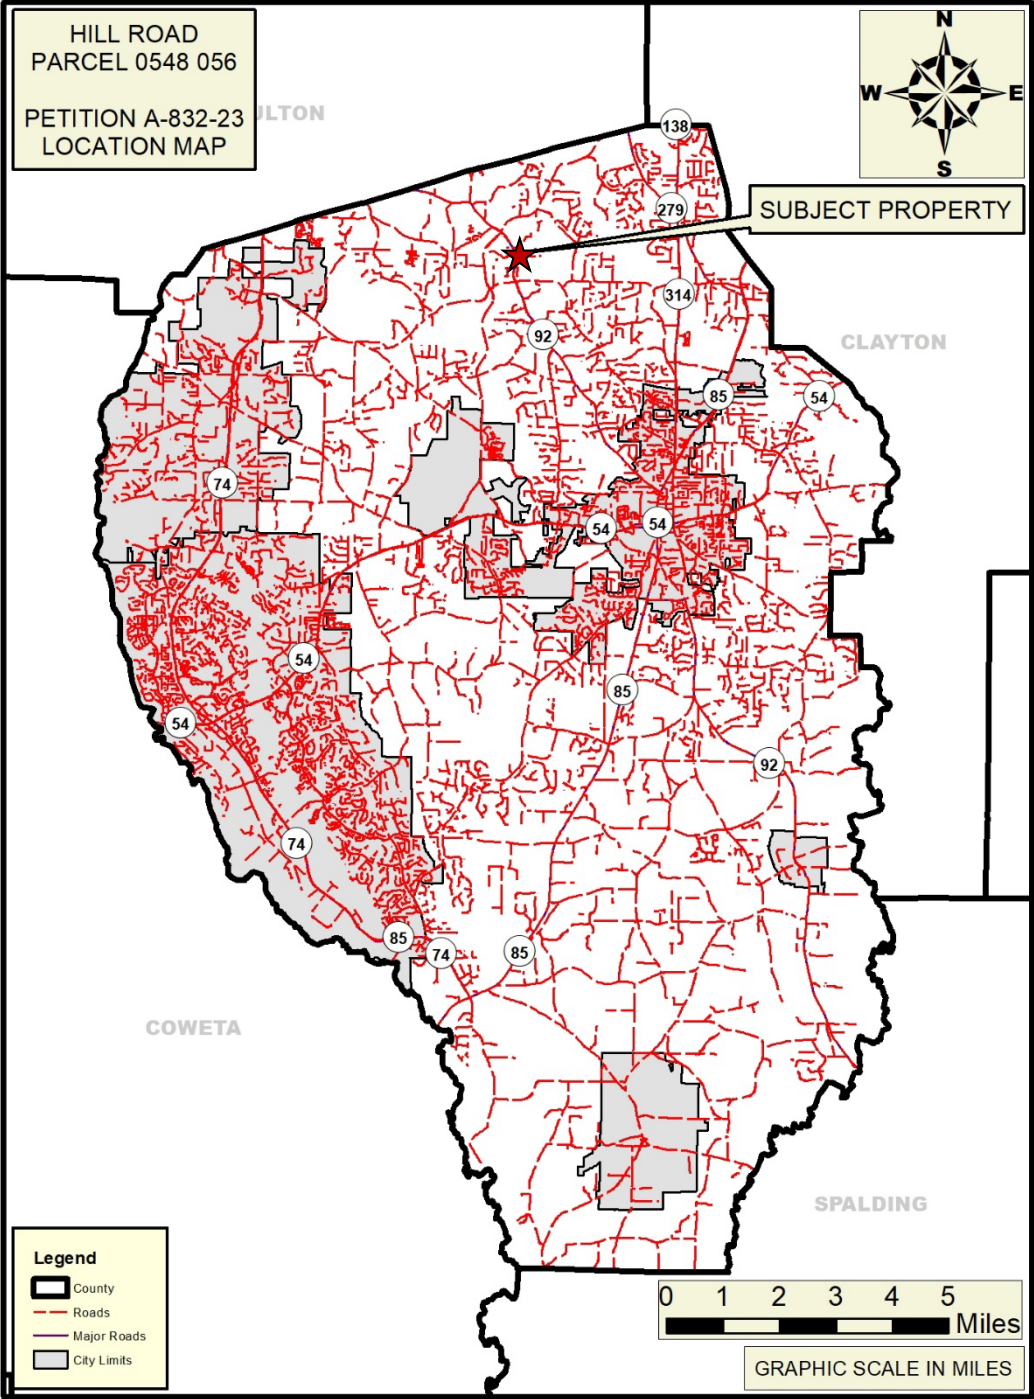 HILL ROAD
PARCEL 0548 056
PETITION A-832-23
LOCATION MAP
ULTON
N
W
E
S
138
279
SUBJECT PROPERTY
314
92
CLAYTON
85
54
74
54
54
54
85
54
92
74
85
74
85
COWETA
SPALDING
Legend
County
Roads
Major Roads
City Limits
0 1 2 3 4 5
Miles
GRAPHIC SCALE IN MILES